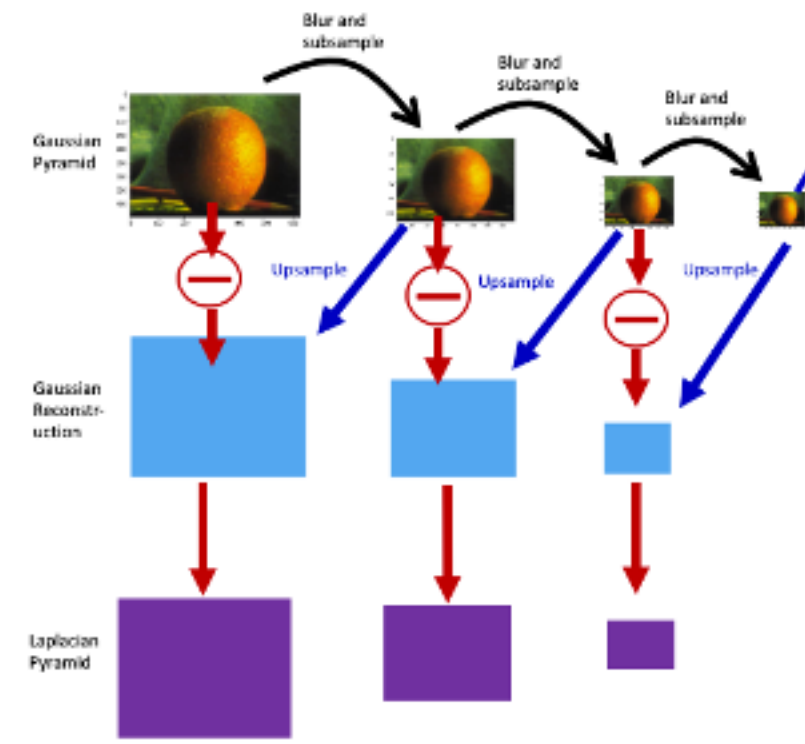 Blur and
subsample
Blur and
subsample
Blur and
subsample
Gaussian
Pyramid
Upsample
Upsample
Upsample
Gaussian
Reconstr-
uction
Laplacian
Pyramid